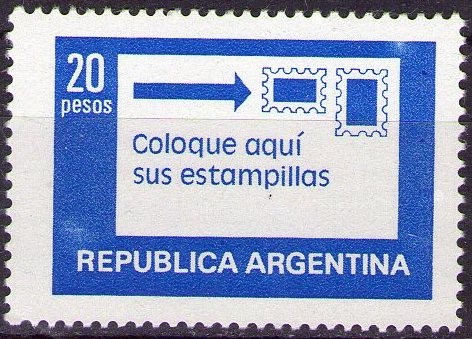 20
pesos
Coloque aquí
sus estampillas
REPUBLICA ARGENTINA